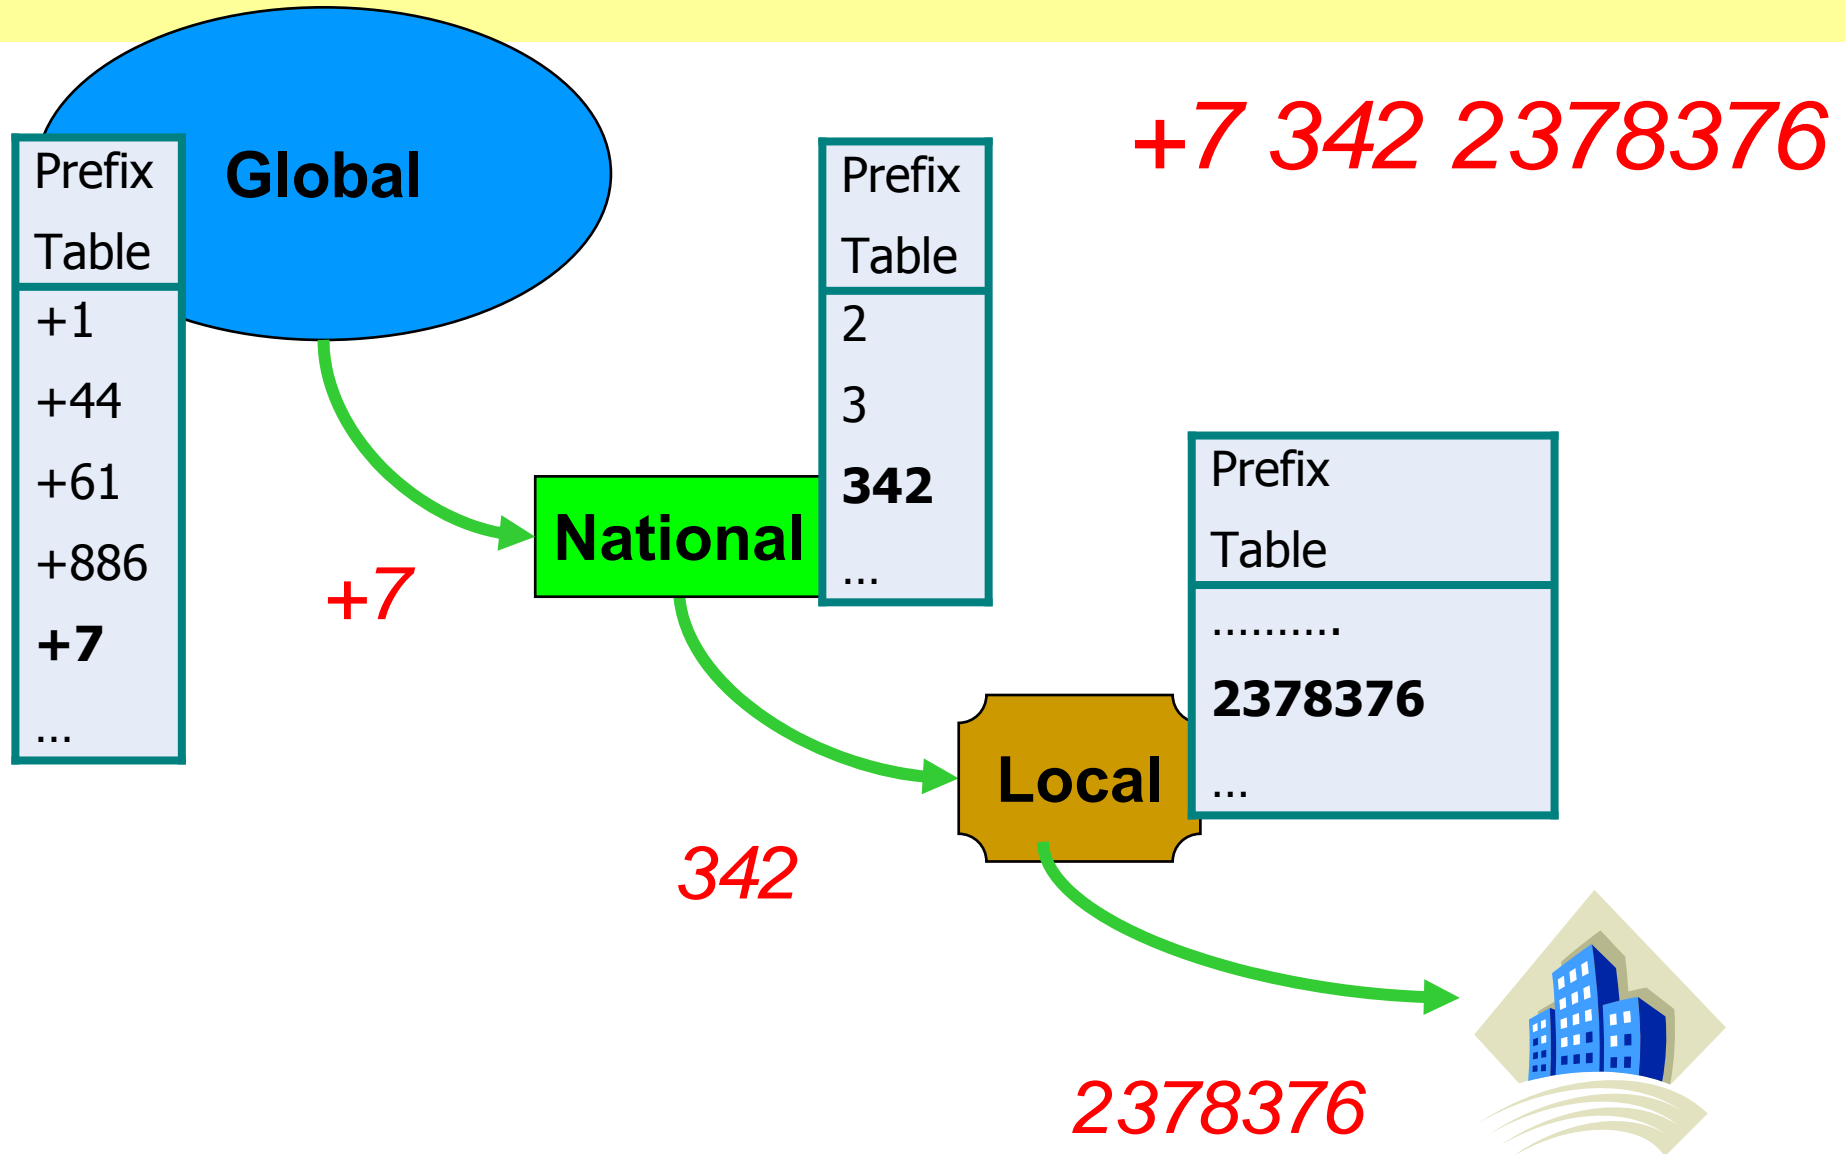 +7 342 2378376
Global
Prefix
Table
+1
+44
+61
+886
+7
...
+7
National
Prefix
Table
2
3
342
...
342
Local
Prefix
Table
..........
2378376
...
2378376